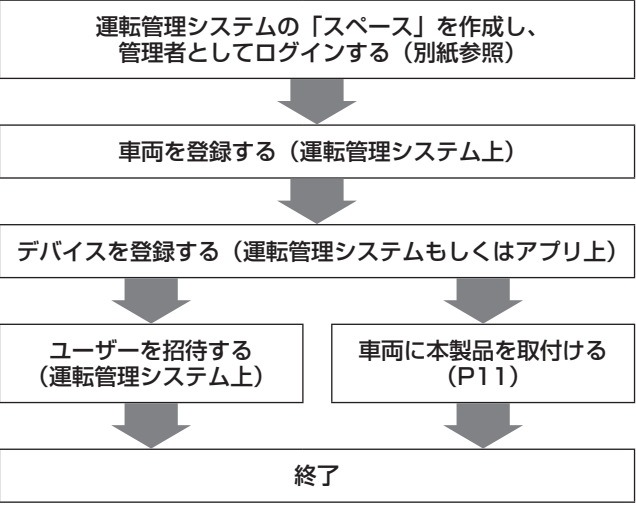 運転管理システムの「スペース」を作成し、
管理者としてログインする（別紙参照）
車両を登録する（運転管理システム上）
デバイスを登録する（運転管理システムもしくはアプリ上）
ユーザーを招待する
（運転管理システム上）
車両に本製品を取付ける
（P11）
終了